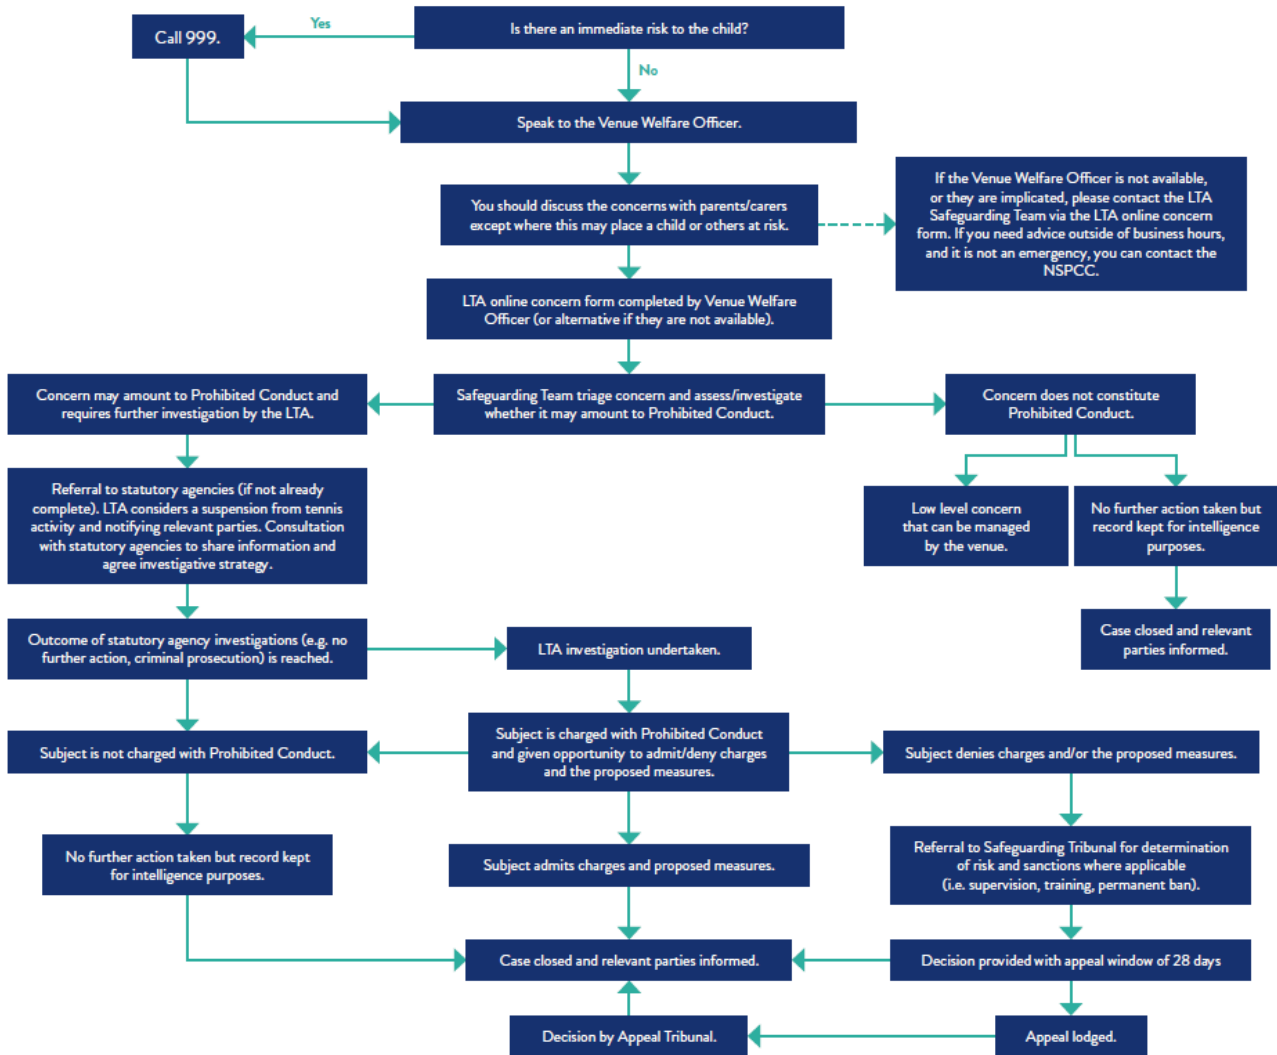 Is there an immediate risk to the child?
Yes
Call 999.
No
Speak to the Venue Welfare Officer.
You should discuss the concerns with parents/carers
except where this may place a child or others at risk.
If the Venue Welfare Officer is not available,
or they are implicated, please contact the LTA
Safeguarding Team via the LTA online concern
form. If you need advice outside of business hours,
and it is not an emergency, you can contact the
NSPCC.
LTA online concern form completed by Venue Welfare
Officer (or alternative if they are not available).
Concern may amount to Prohibited Conduct and
requires further investigation by the LTA.
Safeguarding Team triage concern and assess/investigate
whether it may amount to Prohibited Conduct.
Concern does not constitute
Prohibited Conduct.
Referral to statutory agencies (if not already
complete). LTA considers a suspension from tennis
activity and notifying relevant parties. Consultation
with statutory agencies to share information and
agree investigative strategy.
Low level concern
that can be managed
by the venue.
No further action taken but
record kept for intelligence
purposes.
Outcome of statutory agency investigations (e.g. no
further action, criminal prosecution) is reached.
LTA investigation undertaken.
Case closed and relevant
parties informed.
Subject is not charged with Prohibited Conduct.
Subject is charged with Prohibited Conduct
and given opportunity to admit/deny charges
and the proposed measures.
Subject denies charges and/or the proposed measures.
No further action taken but record kept
for intelligence purposes.
Subject admits charges and proposed measures.
Referral to Safeguarding Tribunal for determination
of risk and sanctions where applicable
(i.e. supervision, training, permanent ban).
Case closed and relevant parties informed.
Decision provided with appeal window of 28 days
Decision by Appeal Tribunal.
Appeal lodged.